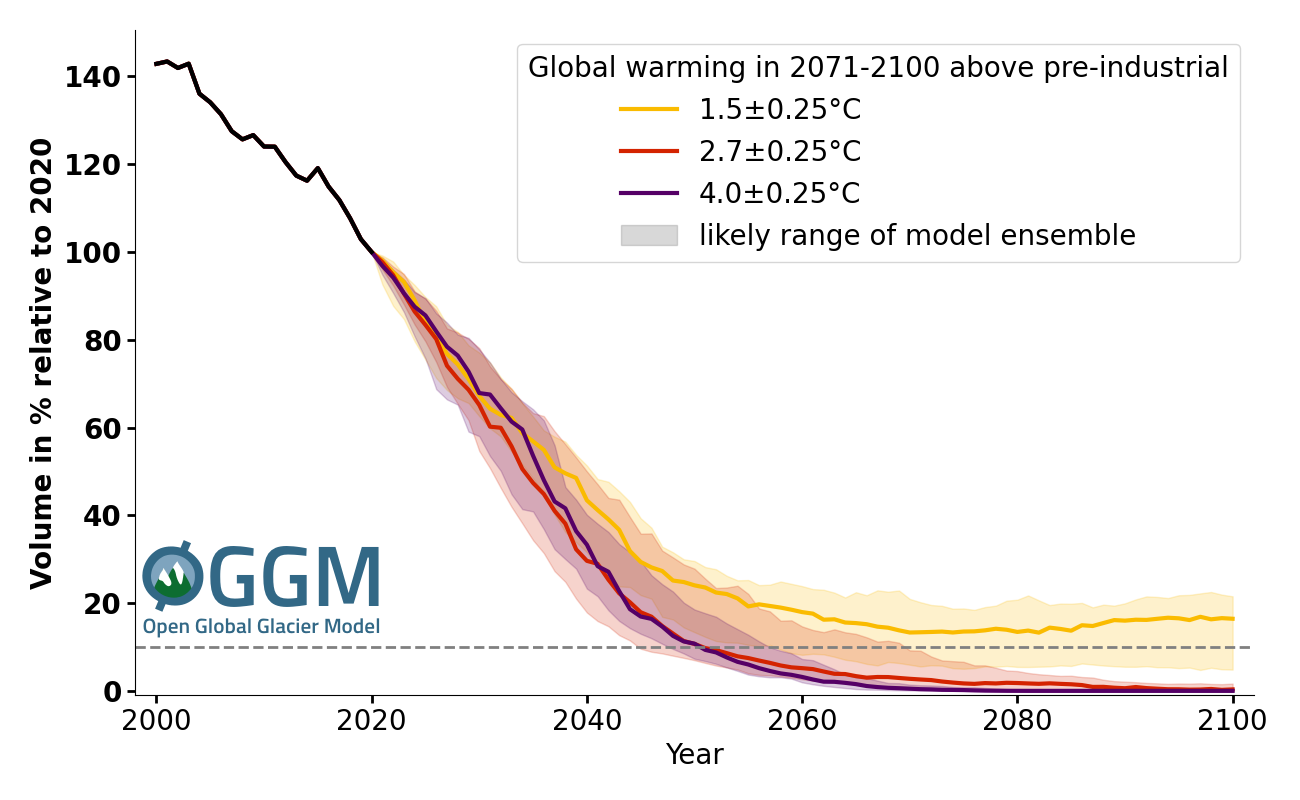 Global warming in 2071-2100 above pre-industrial
1.5±0.25°C
2.7±0.25°C
4.0±0.25°C
likely range of model ensemble
Volume in % relative to 2020
140
120
100
80
60
40
20
0
OGGM
Open Global Glacier Model
2000 2020 2040 2060 2080 2100
Year